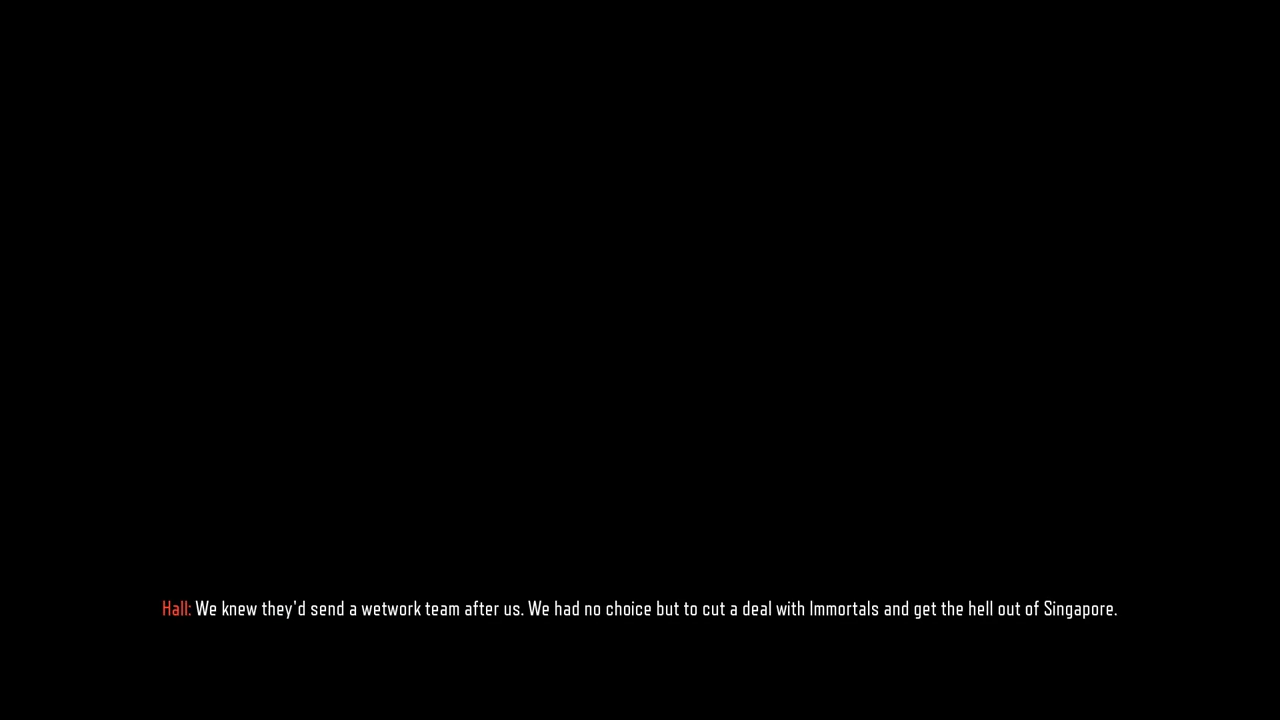 Hall: We knew they'd send a wetwork team after us. We had no choice but to cut a deal with Immortals and get the hell out of Singapore.